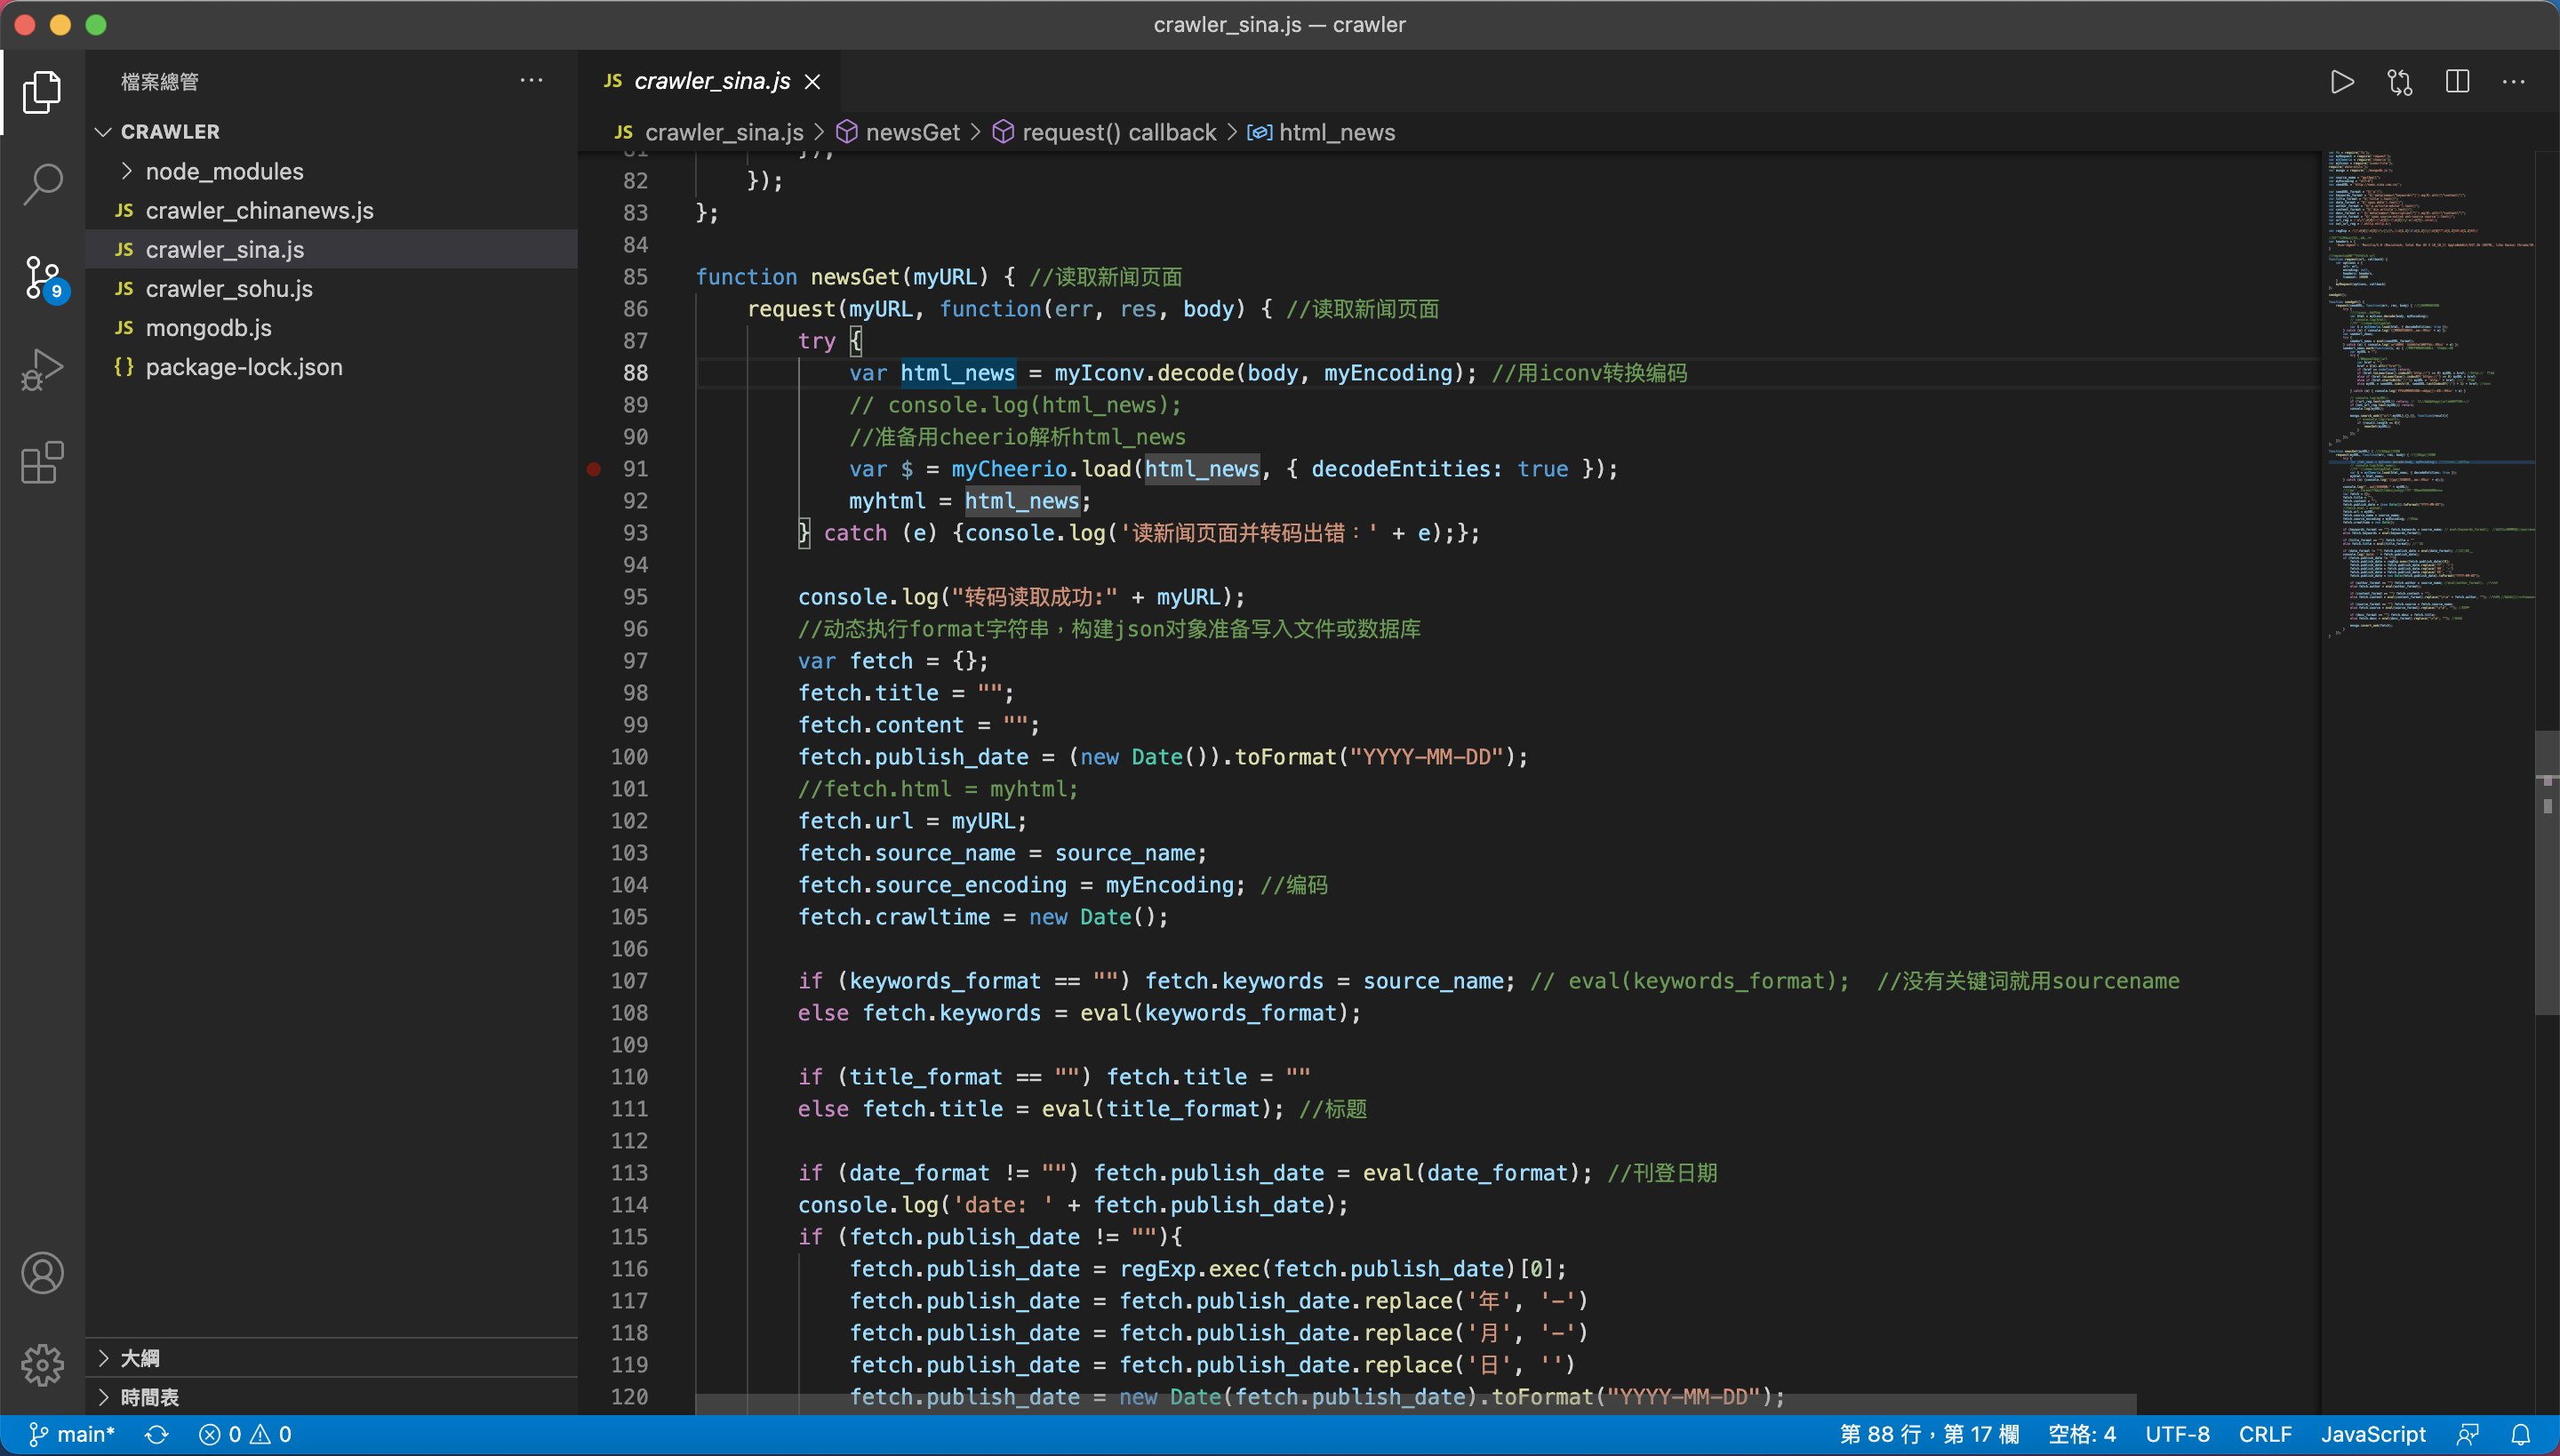 crawler_sina.js — crawler
檔案總管
CRAWLER
node_modules
JS crawler_chinanews.js
JS crawler_sina.js
JS crawler_sohu.js
JS mongodb.js
{} package-lock.json
9
大綱
時間表
JS crawler_sina.js
JS crawler_sina.js > newsGet > request() callback > html_news
81 });
82 });
83 };
84
85 function newsGet(myURL) { //读取新闻页面
86 request(myURL, function(err, res, body) { //读取新闻页面
87 try {
88 var html_news = myIconv.decode(body, myEncoding); //用iconv转换编码
89 // console.log(html_news);
90 //准备用cheerio解析html_news
91 var $ = myCheerio.load(html_news, { decodeEntities: true });
92 myhtml = html_news;
93 } catch (e) {console.log('读新闻页面并转码出错：' + e);};
94
95 console.log("转码读取成功:" + myURL);
96 //动态执行format字符串，构建json对象准备写入文件或数据库
97 var fetch = {};
98 fetch.title = "";
99 fetch.content = "";
100 fetch.publish_date = (new Date()).toFormat("YYYY-MM-DD");
101 //fetch.html = myhtml;
102 fetch.url = myURL;
103 fetch.source_name = source_name;
104 fetch.source_encoding = myEncoding; //编码
105 fetch.crawltime = new Date();
106
107 if (keywords_format == "") fetch.keywords = source_name; // eval(keywords_format);  //没有关键词就用sourcename
108 else fetch.keywords = eval(keywords_format);
109
110 if (title_format == "") fetch.title = ""
111 else fetch.title = eval(title_format); //标题
112
113 if (date_format != "") fetch.publish_date = eval(date_format); //刊登日期
114 console.log('date: ' + fetch.publish_date);
115 if (fetch.publish_date != ""){
116 fetch.publish_date = regExp.exec(fetch.publish_date)[0];
117 fetch.publish_date = fetch.publish_date.replace('年', '-')
118 fetch.publish_date = fetch.publish_date.replace('月', '-')
119 fetch.publish_date = fetch.publish_date.replace('日', '')
120 fetch.publish_date = new Date(fetch.publish_date).toFormat("YYYY-MM-DD");
main* 0 0 第 88 行，第 17 欄 空格: 4 UTF-8 CRLF JavaScript